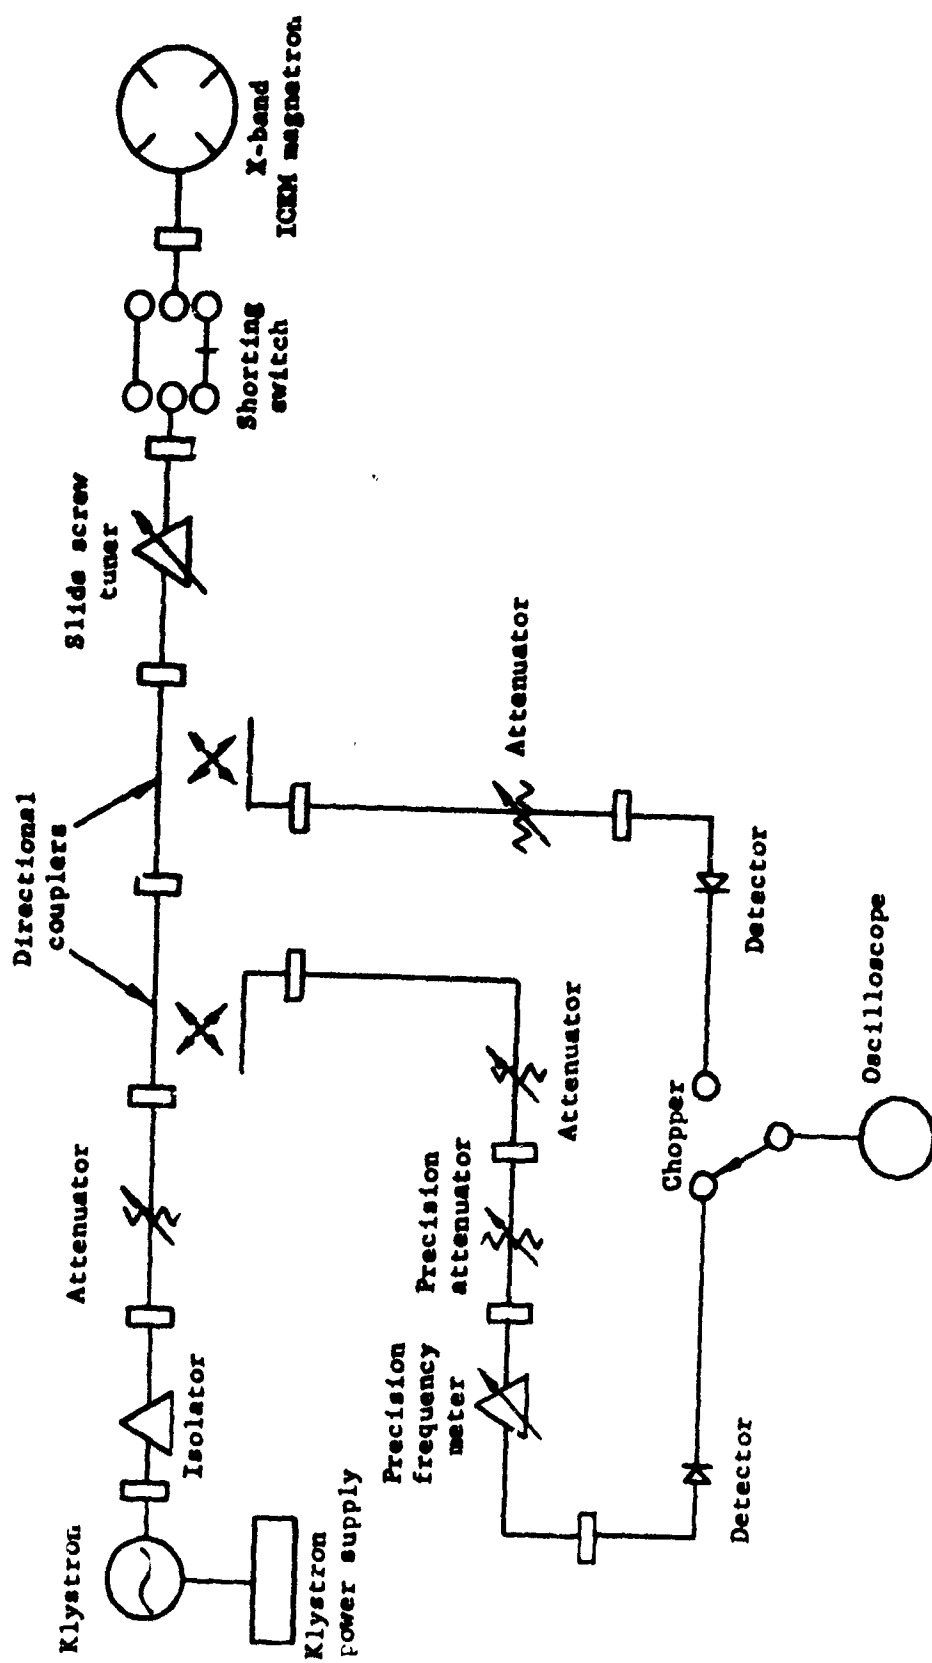 Klystron
Klystron
power supply
Isolator
Attenuator
Directional
couplers
Slide screw
tuner
Shorting
switch
X-band
ICEM magnetron
Precision
frequency
meter
Precision
attenuator
Attenuator
Attenuator
Detector
Detector
Chopper
Oscilloscope